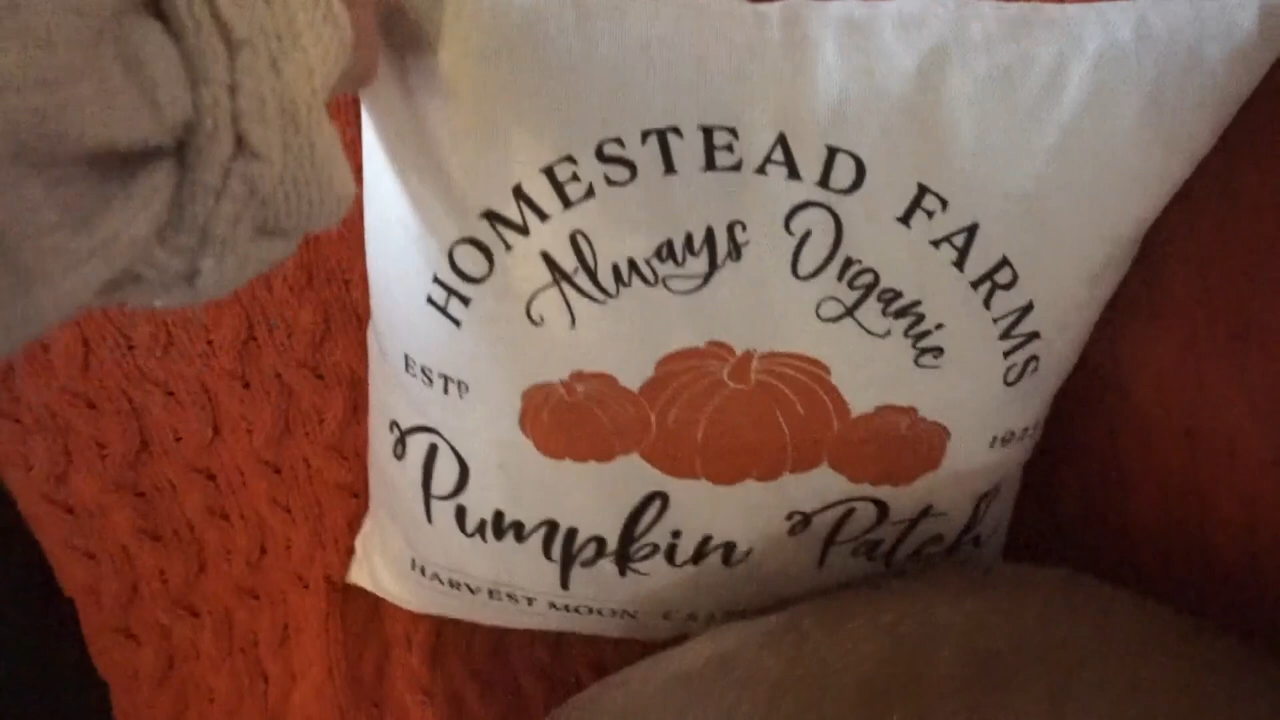 HOMESTEAD FARMS
Always Organic
ESTD
Pumpkin Patch
HARVEST MOON